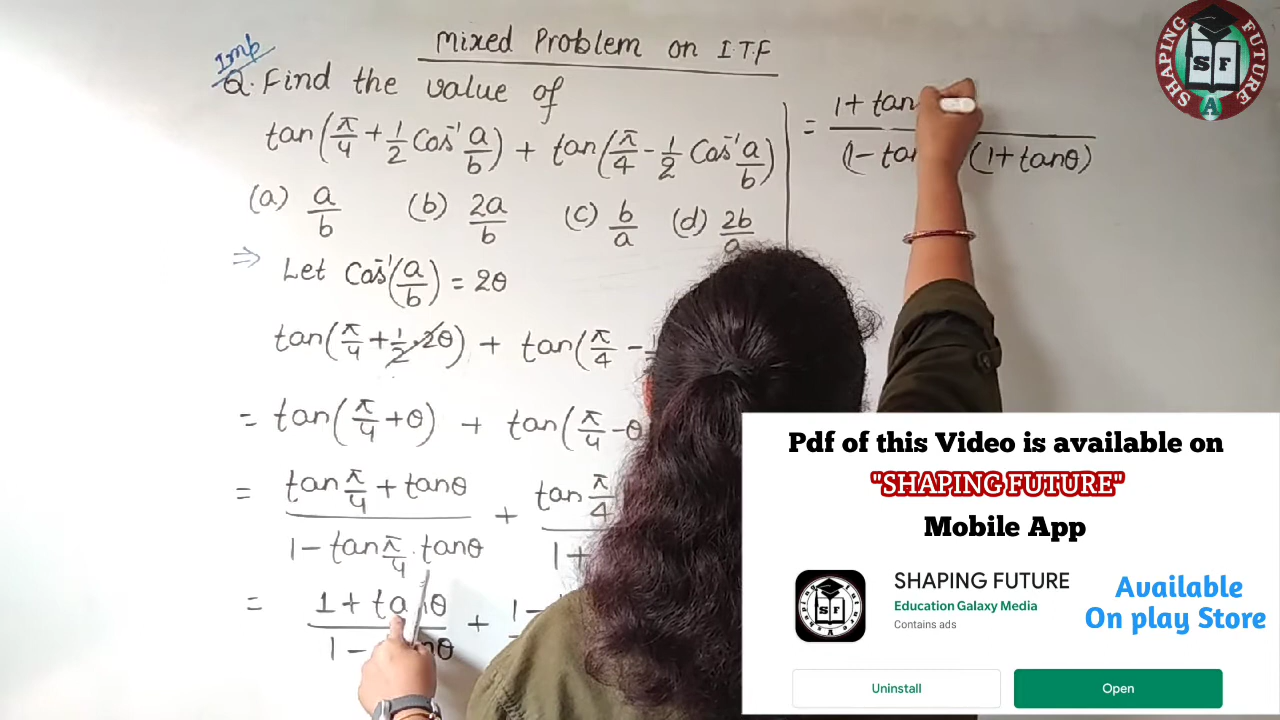 Mixed Problem on I.T.F
Imp
Q. Find the value of
tan(π/4 + 1/2 Cos⁻¹ a/b) + tan(π/4 - 1/2 Cos⁻¹ a/b)
(a) a/b (b) 2a/b (c) b/a (d) 2b/a
⇒ Let Cos⁻¹(a/b) = 2θ
tan(π/4 + 1/2 · 2θ) + tan(π/4 -
= tan(π/4 + θ) + tan(π/4 - θ
= (tan π/4 + tanθ)/(1 - tan π/4 . tanθ) + tan π/4
1 +
= 1 + tanθ / 1 - tanθ + 1 -
= 1 + tan
(1 - tan (1 + tanθ)
SHAPING FUTURE
S F
A
Pdf of this Video is available on
"SHAPING FUTURE"
Mobile App
SF
SHAPING FUTURE
Education Galaxy Media
Contains ads
Available
On play Store
Uninstall
Open